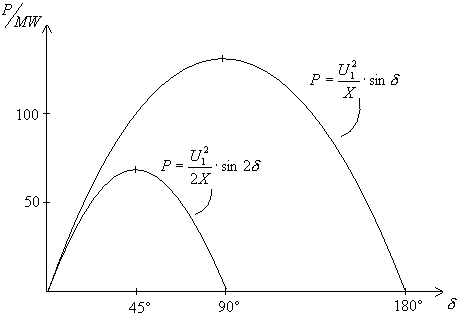 P/MW
P = U₁²/X · sin δ
100
P = U₁²/2X · sin 2δ
50
45° 90° 180° δ